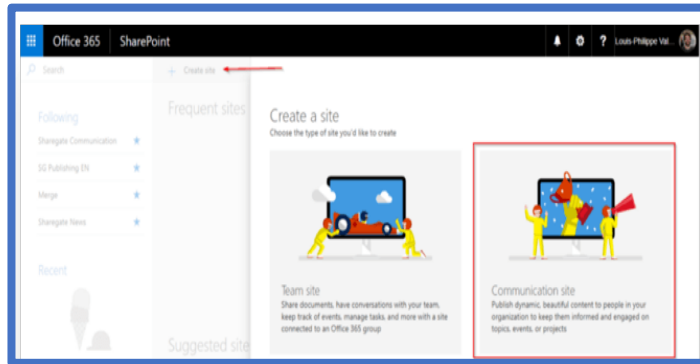 Office 365 SharePoint
? Louis-Philippe Val...
Search
+ Create site
Following
Frequent sites
Sharegate Communication
SG Publishing EN
Merge
Sharegate News
Recent
Create a site
Choose the type of site you'd like to create
Team site
Share documents, have conversations with your team,
keep track of events, manage tasks, and more with a site
connected to an Office 365 group
Communication site
Publish dynamic, beautiful content to people in your
organization to keep them informed and engaged on
topics, events, or projects
Suggested site